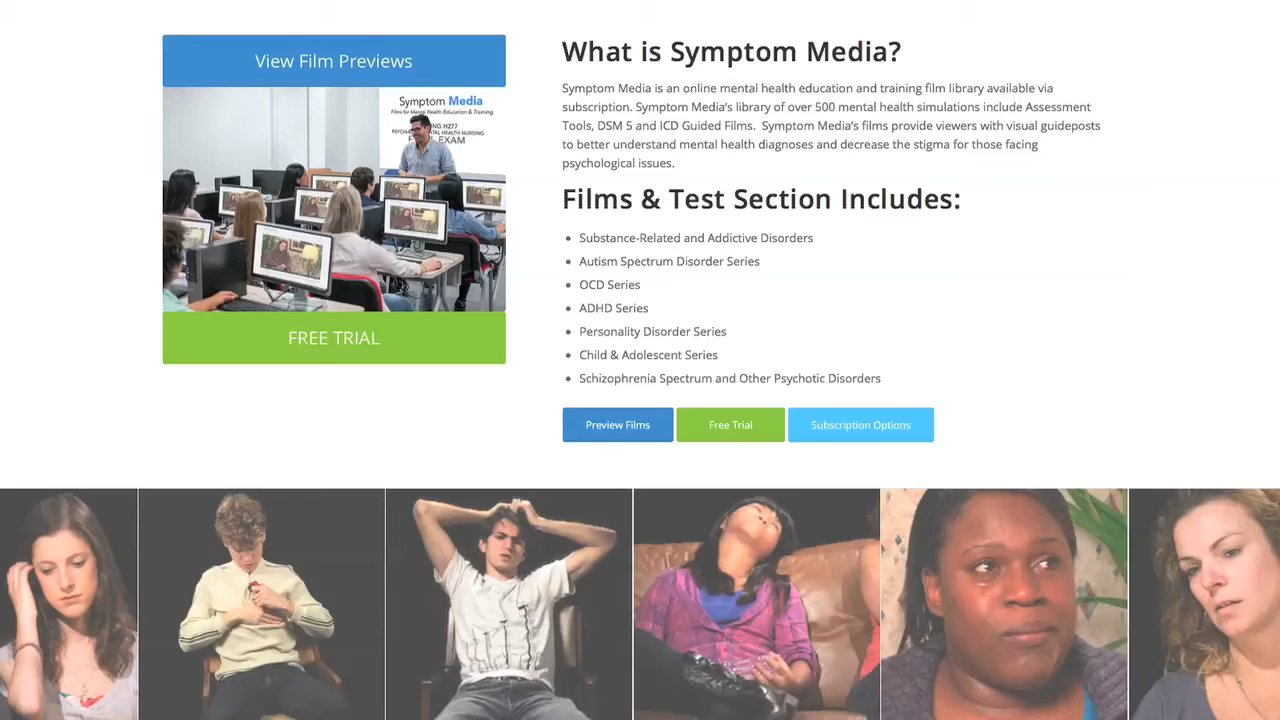 View Film Previews
Symptom Media
Films for Mental Health Education & Training
FREE TRIAL
What is Symptom Media?
Symptom Media is an online mental health education and training film library available via
subscription. Symptom Media's library of over 500 mental health simulations include Assessment
Tools, DSM 5 and ICD Guided Films.  Symptom Media's films provide viewers with visual guideposts
to better understand mental health diagnoses and decrease the stigma for those facing
psychological issues.
Films & Test Section Includes:
Substance-Related and Addictive Disorders
Autism Spectrum Disorder Series
OCD Series
ADHD Series
Personality Disorder Series
Child & Adolescent Series
Schizophrenia Spectrum and Other Psychotic Disorders
Preview Films
Free Trial
Subscription Options